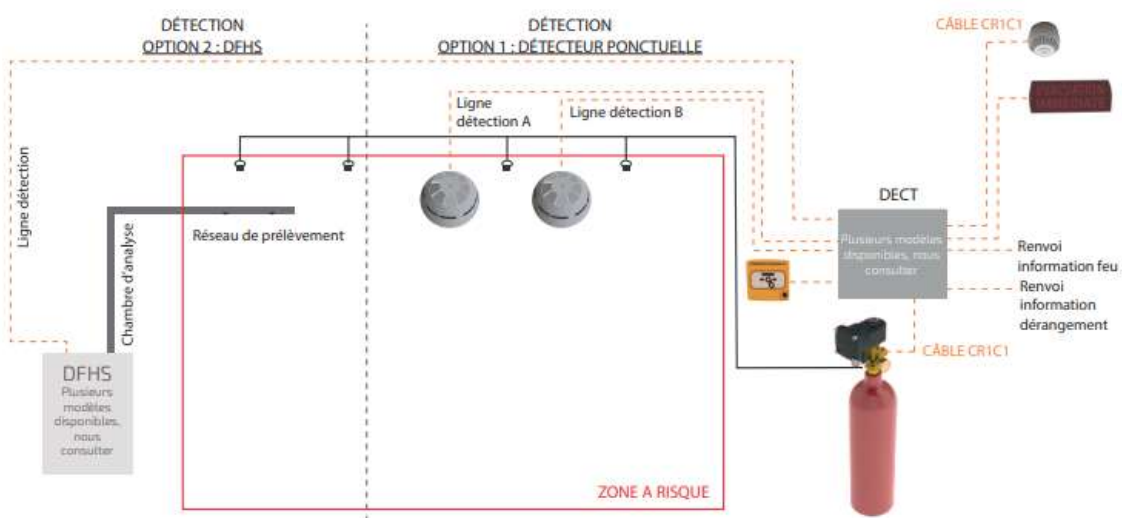 DÉTECTION
OPTION 2 : DFHS
DÉTECTION
OPTION 1 : DÉTECTEUR PONCTUELLE
CÂBLE CR1C1
EVACUATION
IMMEDIATE
Ligne
détection A
Ligne détection B
Ligne détection
Chambre d'analyse
Réseau de prélèvement
DECT
Plusieurs modèles
disponibles, nous
consulter
Renvoi
information feu
Renvoi
information
dérangement
CÂBLE CR1C1
DFHS
Plusieurs
modèles
disponibles,
nous
consulter
ZONE A RISQUE